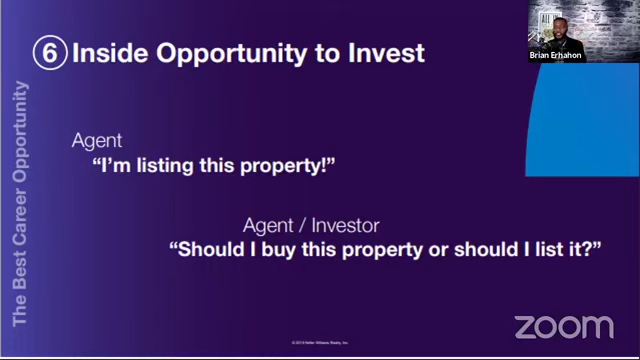 The Best Career Opportunity
6 Inside Opportunity to Invest
Agent
“I’m listing this property!”
Agent / Investor
“Should I buy this property or should I list it?”
Brian Erhahon
zoom
© 2019 Keller Williams Realty, Inc.